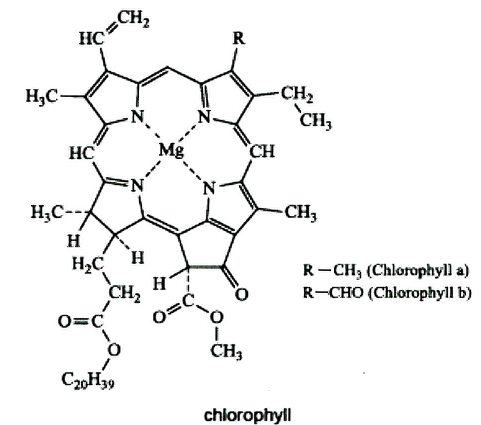 CH₂
HC
R
H₃C
CH₂
CH₃
N
N
Mg
HC
CH
N
N
H₃C
CH₃
H
H
H₂C
H
CH₂
O
O
O
O
CH₃
O
C₂₀H₃₉
R —CH₃ (Chlorophyll a)
R—CHO (Chlorophyll b)
chlorophyll